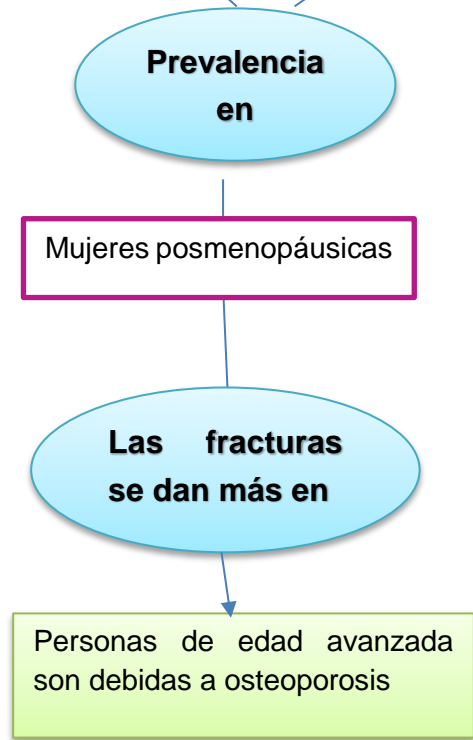 Prevalencia
en
Mujeres posmenopáusicas
Las fracturas
se dan más en
Personas de edad avanzada
son debidas a osteoporosis